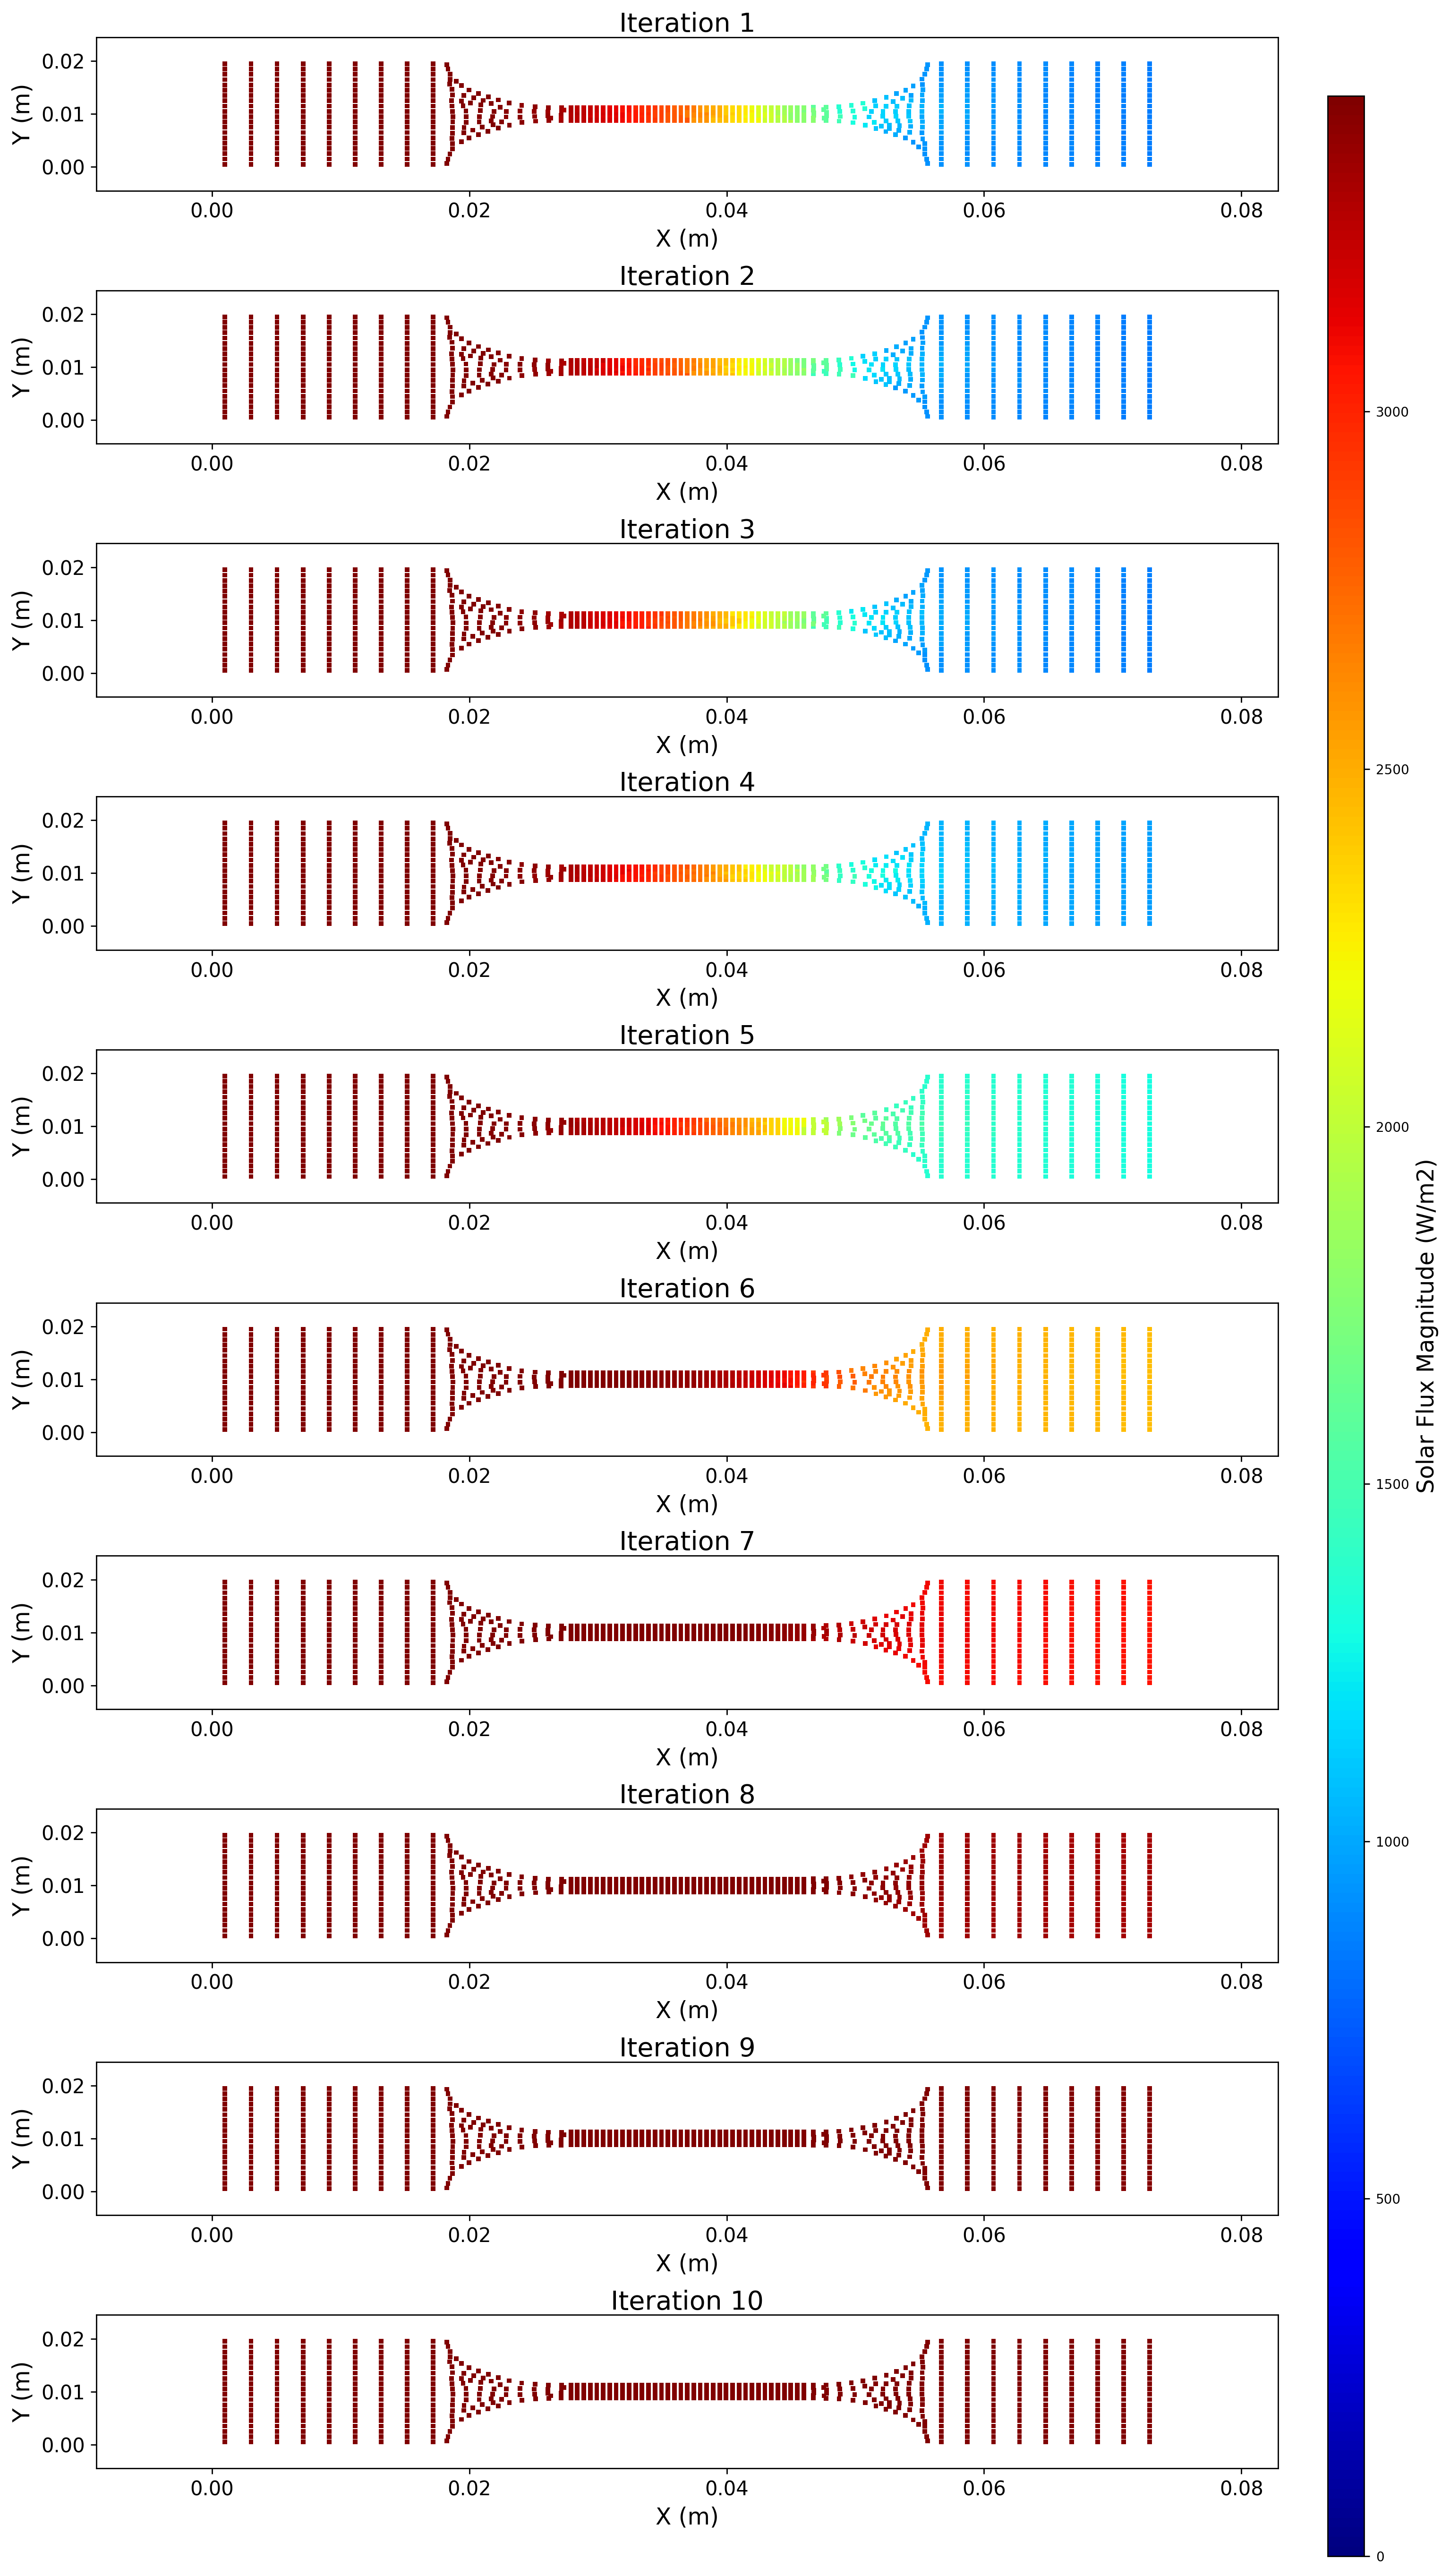 Iteration 1
0.02
0.01
0.00
Y (m)
0.00 0.02 0.04 0.06 0.08
X (m)
Iteration 2
0.02
0.01
0.00
Y (m)
0.00 0.02 0.04 0.06 0.08
X (m)
Iteration 3
0.02
0.01
0.00
Y (m)
0.00 0.02 0.04 0.06 0.08
X (m)
Iteration 4
0.02
0.01
0.00
Y (m)
0.00 0.02 0.04 0.06 0.08
X (m)
Iteration 5
0.02
0.01
0.00
Y (m)
0.00 0.02 0.04 0.06 0.08
X (m)
Iteration 6
0.02
0.01
0.00
Y (m)
0.00 0.02 0.04 0.06 0.08
X (m)
Iteration 7
0.02
0.01
0.00
Y (m)
0.00 0.02 0.04 0.06 0.08
X (m)
Iteration 8
0.02
0.01
0.00
Y (m)
0.00 0.02 0.04 0.06 0.08
X (m)
Iteration 9
0.02
0.01
0.00
Y (m)
0.00 0.02 0.04 0.06 0.08
X (m)
Iteration 10
0.02
0.01
0.00
Y (m)
0.00 0.02 0.04 0.06 0.08
X (m)
3000
2500
2000
1500
1000
500
0
Solar Flux Magnitude (W/m2)